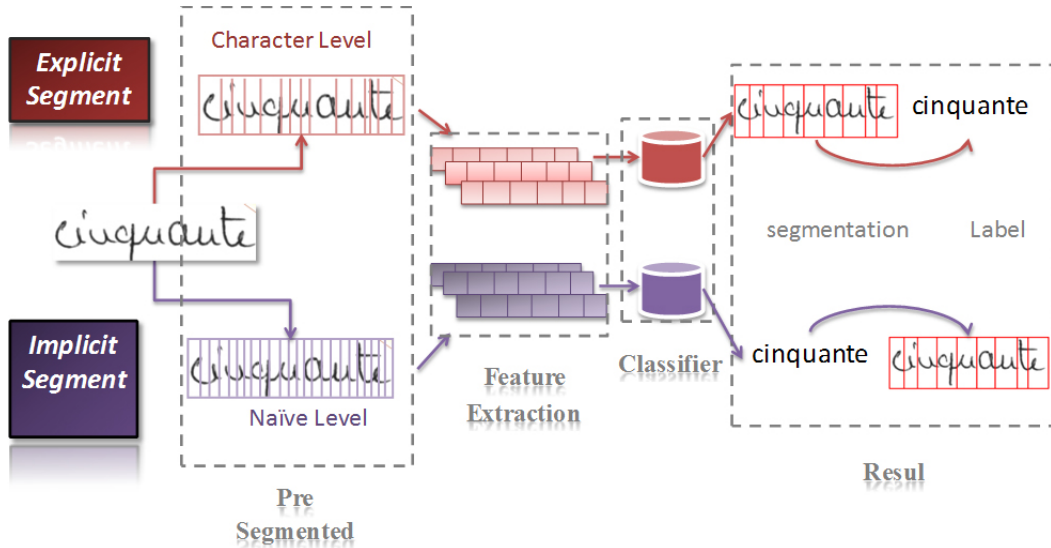 Explicit
Segment
Character Level
cinquante
cinquante
cinquante
segmentation
Label
cinquante
Implicit
Segment
cinquante
Naïve Level
Feature
Extraction
Classifier
cinquante
cinquante
Resul
Pre
Segmented